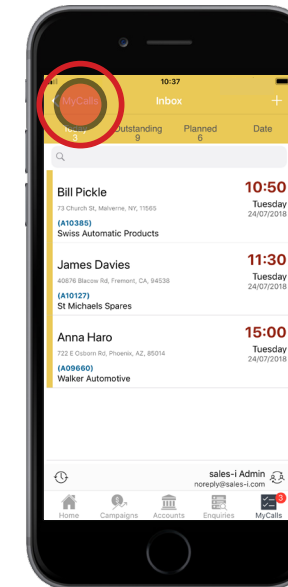 10:37
MyCalls Inbox +
Today Outstanding Planned Date
3 9 6
Bill Pickle 10:50
73 Church St, Malverne, NY, 11565 Tuesday
(A10385) 24/07/2018
Swiss Automatic Products
James Davies 11:30
40876 Blacow Rd, Fremont, CA, 94538 Tuesday
(A10127) 24/07/2018
St Michaels Spares
Anna Haro 15:00
722 E Osborn Rd, Phoenix, AZ, 85014 Tuesday
(A09660) 24/07/2018
Walker Automotive
sales-i Admin
noreply@sales-i.com
3
Home Campaigns Accounts Enquiries MyCalls